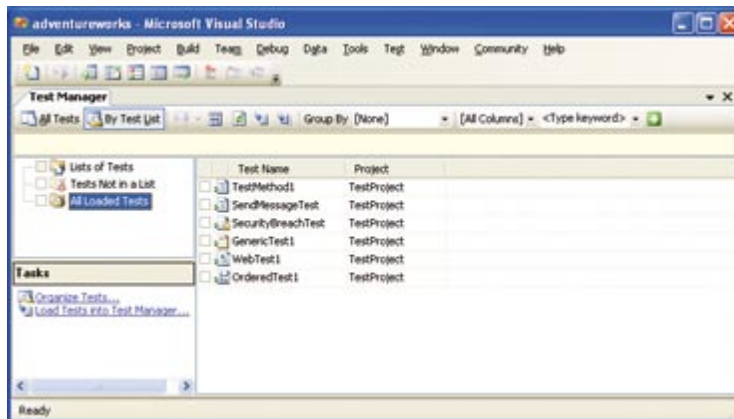 adventureworks - Microsoft Visual Studio
File Edit View Project Build Team Debug Data Tools Test Window Community Help
Test Manager
All Tests By Test List Group By [None] [All Columns] <Type keyword>
Lists of Tests
Tests Not in a List
All Loaded Tests
Test Name Project
TestMethod1 TestProject
SendMessageTest TestProject
SecurityBreachTest TestProject
GenericTest1 TestProject
WebTest1 TestProject
OrderedTest1 TestProject
Tasks
Organize Tests...
Load Tests into Test Manager...
Ready